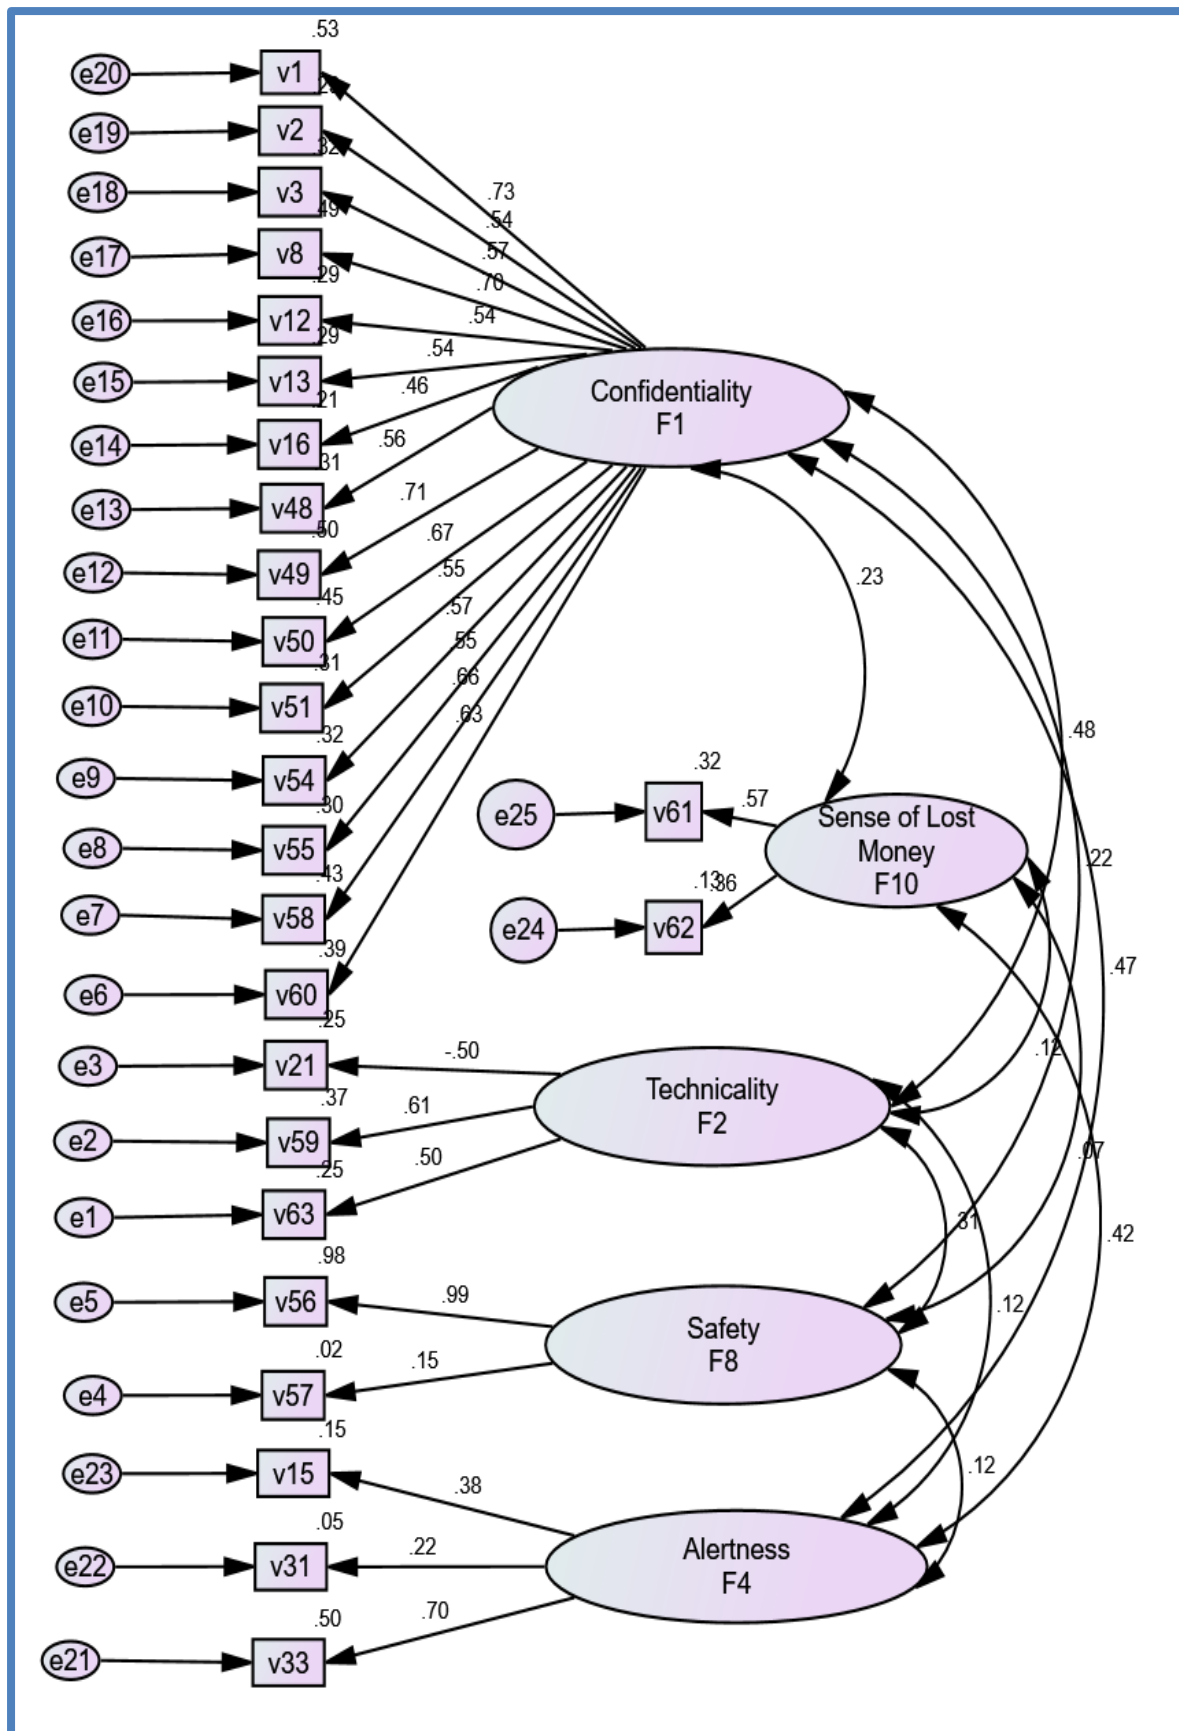 .53
e20
v1
.29
e19
v2
.32
e18
v3
.49
e17
v8
.29
e16
v12
.29
e15
v13
.21
e14
v16
.31
e13
v48
.50
e12
v49
.45
e11
v50
.31
e10
v51
.32
e9
v54
.30
e8
v55
.43
e7
v58
.39
e6
v60
.25
e3
v21
.37
e2
v59
.25
e1
v63
.98
e5
v56
.02
e4
v57
.15
e23
v15
.05
e22
v31
.50
e21
v33
.73
.54
.57
.70
.54
.54
.46
.56
.71
.67
.55
.57
.55
.66
.63
Confidentiality
F1
.23
.32
e25
v61
.57
.13
.36
e24
v62
Sense of Lost
Money
F10
-.50
.61
.50
Technicality
F2
.99
.15
Safety
F8
.38
.22
.70
Alertness
F4
.48
.22
.47
.12
.07
.42
.31
.12
.12